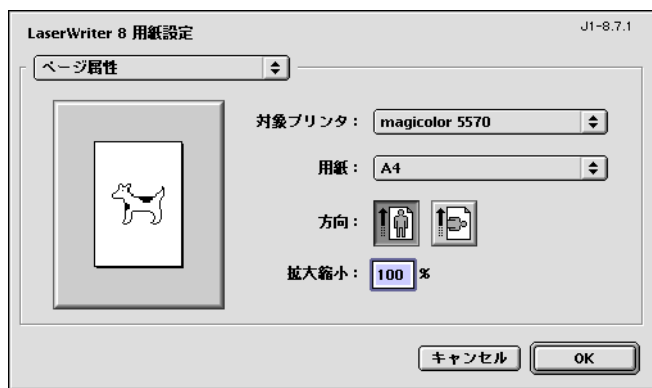 LaserWriter 8 用紙設定
J1-8.7.1
ページ属性
対象プリンタ： magicolor 5570
用紙： A4
方向：
拡大縮小： 100 %
キャンセル
OK